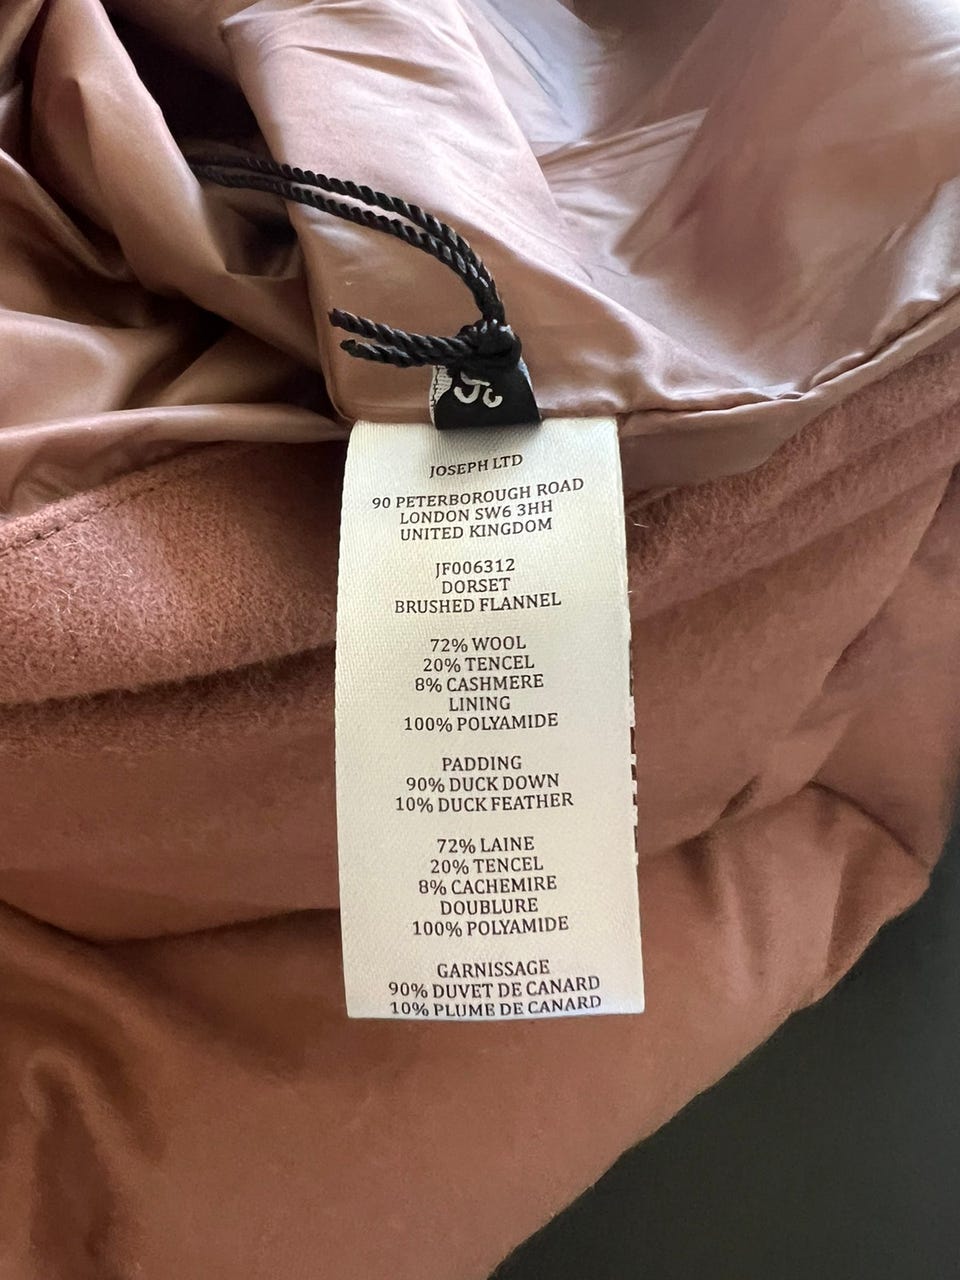 JOSEPH LTD
90 PETERBOROUGH ROAD
LONDON SW6 3HH
UNITED KINGDOM
JF006312
DORSET
BRUSHED FLANNEL
72% WOOL
20% TENCEL
8% CASHMERE
LINING
100% POLYAMIDE
PADDING
90% DUCK DOWN
10% DUCK FEATHER
72% LAINE
20% TENCEL
8% CACHEMIRE
DOUBLURE
100% POLYAMIDE
GARNISSAGE
90% DUVET DE CANARD
10% PLUME DE CANARD